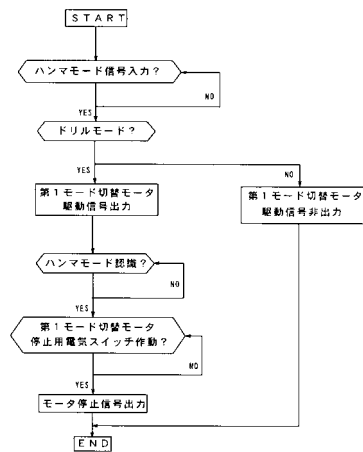 START
ハンマモード信号入力？
NO
YES
ドリルモード？
YES
NO
第1モード切替モータ
駆動信号出力
第1モード切替モータ
駆動信号非出力
ハンマモード認識？
NO
YES
第1モード切替モータ
停止用電気スイッチ作動？
NO
YES
モータ停止信号出力
END